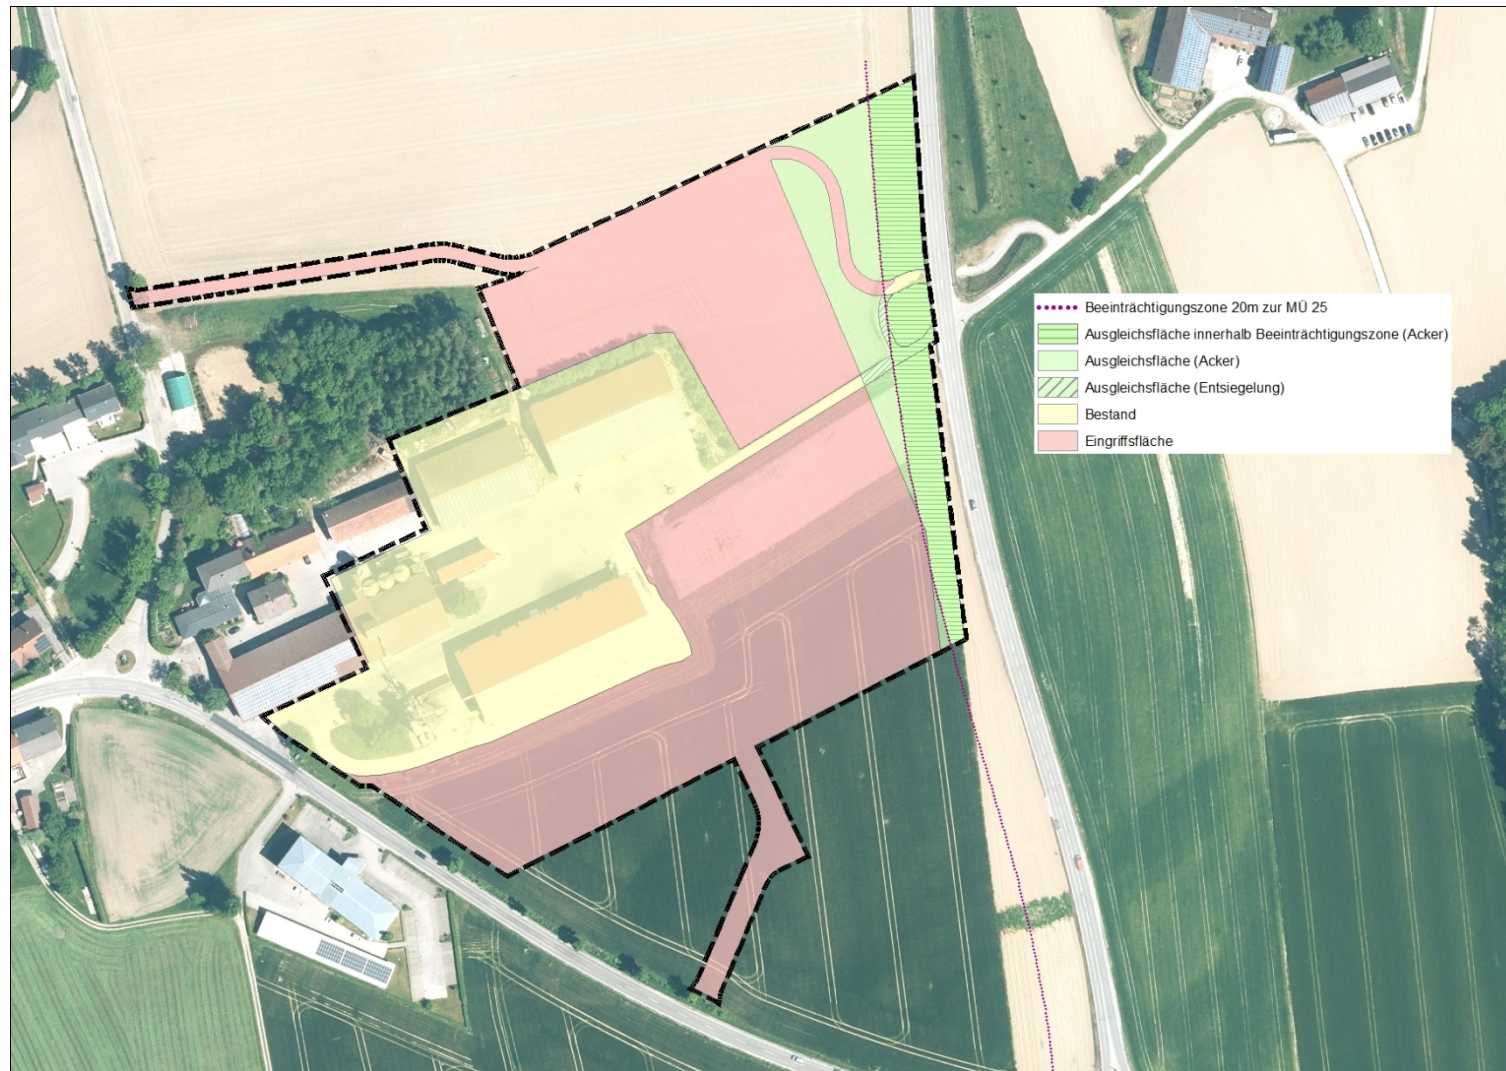 Beeinträchtigungszone 20m zur MÜ 25
Ausgleichsfläche innerhalb Beeinträchtigungszone (Acker)
Ausgleichsfläche (Acker)
Ausgleichsfläche (Entsiegelung)
Bestand
Eingriffsfläche